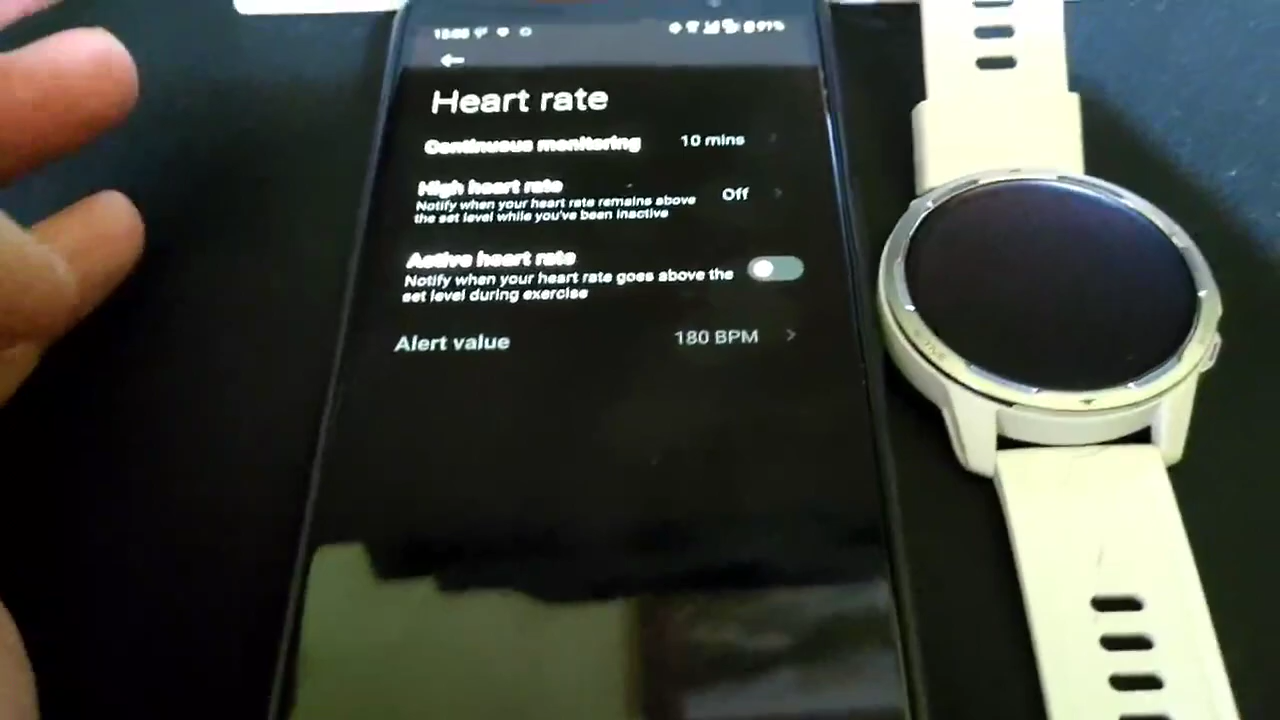 Heart rate
Continuous monitoring 10 mins
High heart rate
Notify when your heart rate remains above
the set level while you've been inactive
Off
Active heart rate
Notify when your heart rate goes above the
set level during exercise
Alert value 180 BPM